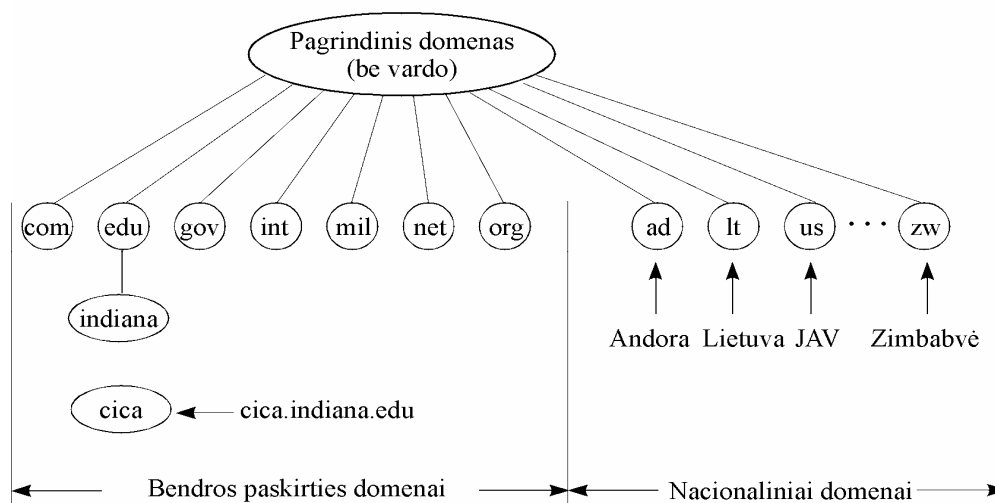 Pagrindinis domenas
(be vardo)
com edu gov int mil net org ad lt us ··· zw
indiana
Andora Lietuva JAV Zimbabvė
cica cica.indiana.edu
Bendros paskirties domenai Nacionaliniai domenai